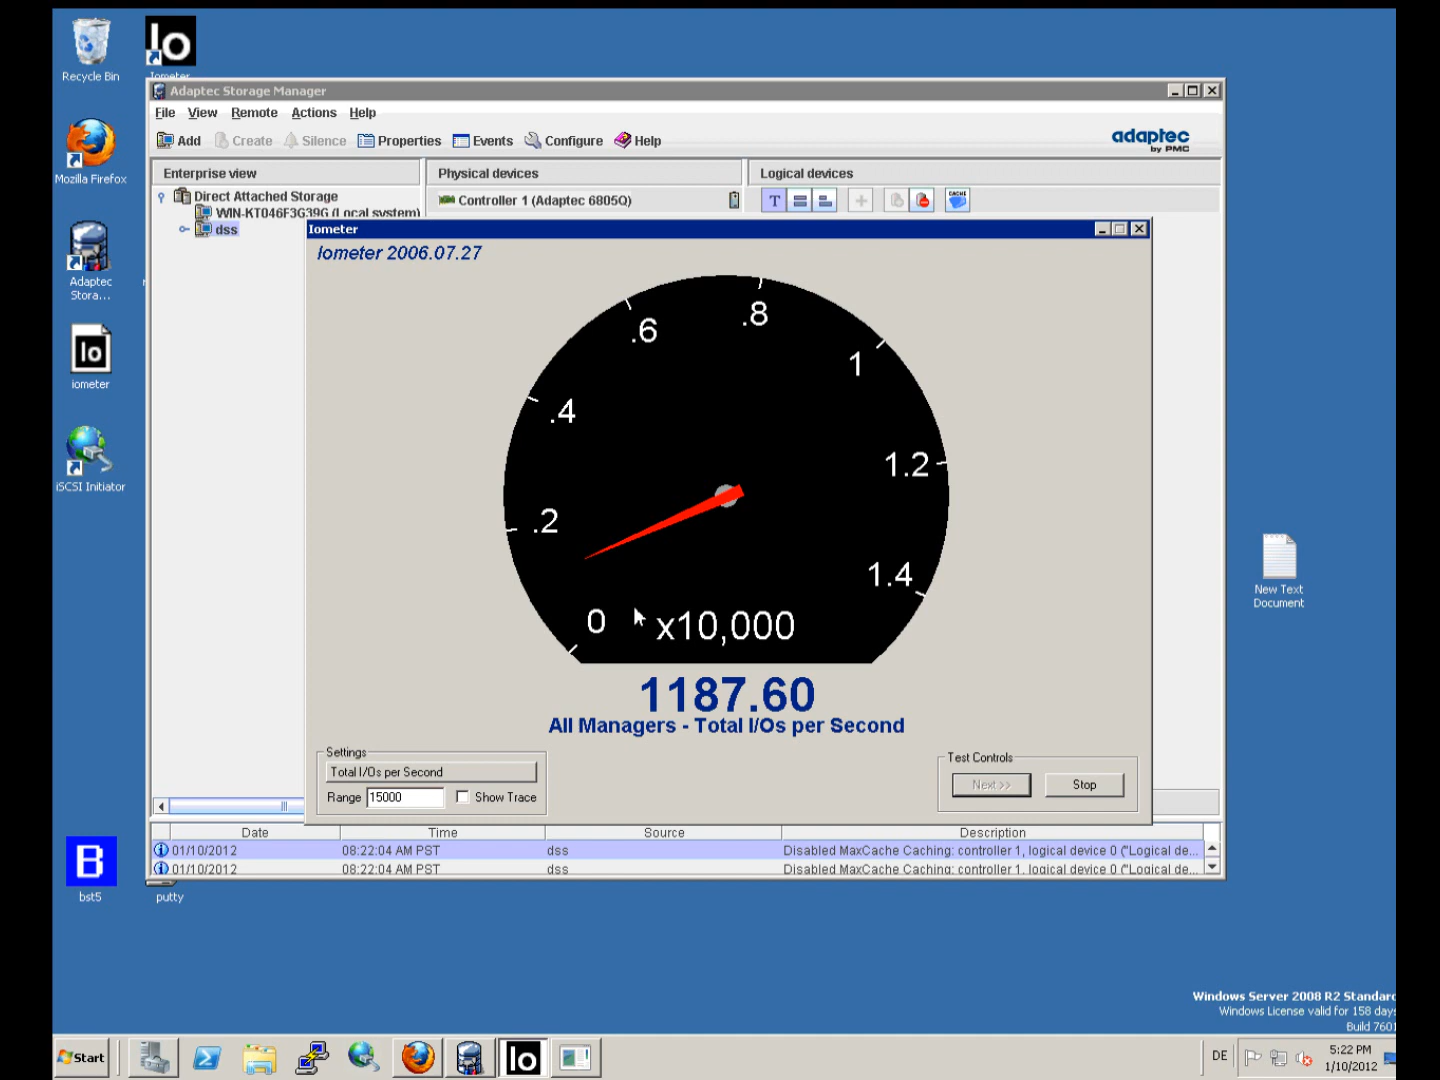 Recycle Bin
Io
Iometer
Mozilla Firefox
Adaptec
Stora...
Io
iometer
iSCSI Initiator
B
bst5
putty
New Text
Document
Adaptec Storage Manager
File View Remote Actions Help
Add Create Silence Properties Events Configure Help
adaptec
by PMC
Enterprise view
Physical devices
Logical devices
Direct Attached Storage
WIN-KT046F3G39G (Local system)
dss
Controller 1 (Adaptec 6805Q)
T
CACHE
Iometer
Iometer 2006.07.27
0
.2
.4
.6
.8
1
1.2
1.4
x10,000
1187.60
All Managers - Total I/Os per Second
Settings
Total I/Os per Second
Range 15000 Show Trace
Test Controls
Next >> Stop
Date Time Source Description
01/10/2012 08:22:04 AM PST dss Disabled MaxCache Caching: controller 1, logical device 0 ("Logical de...
01/10/2012 08:22:04 AM PST dss Disabled MaxCache Caching: controller 1, logical device 0 ("Logical de...
Windows Server 2008 R2 Standard
Windows License valid for 158 days
Build 7601
Start
Io
DE
5:22 PM
1/10/2012